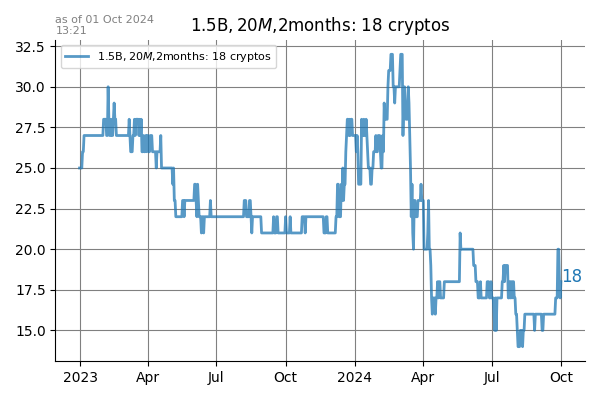 as of 01 Oct 2024
13:21
1.5B, 20M,2months: 18 cryptos
1.5B, 20M,2months: 18 cryptos
32.5
30.0
27.5
25.0
22.5
20.0
17.5
15.0
18
2023 Apr Jul Oct 2024 Apr Jul Oct